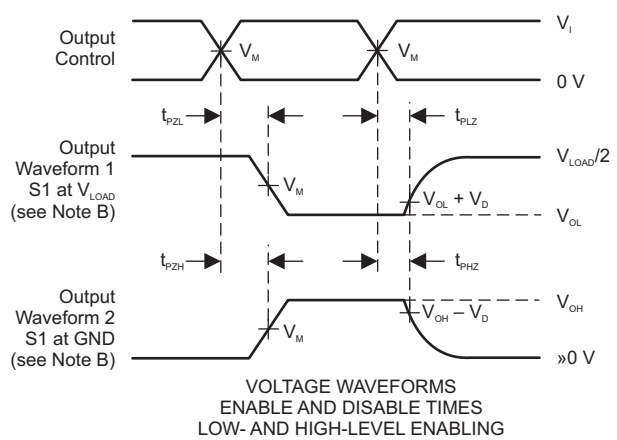 Output
Control
V_I
V_M
V_M
0 V
t_PZL
t_PLZ
Output
Waveform 1
S1 at V_LOAD
(see Note B)
V_LOAD/2
V_M
V_OL + V_D
V_OL
t_PZH
t_PHZ
Output
Waveform 2
S1 at GND
(see Note B)
V_OH
V_OH – V_D
V_M
»0 V
VOLTAGE WAVEFORMS
ENABLE AND DISABLE TIMES
LOW- AND HIGH-LEVEL ENABLING